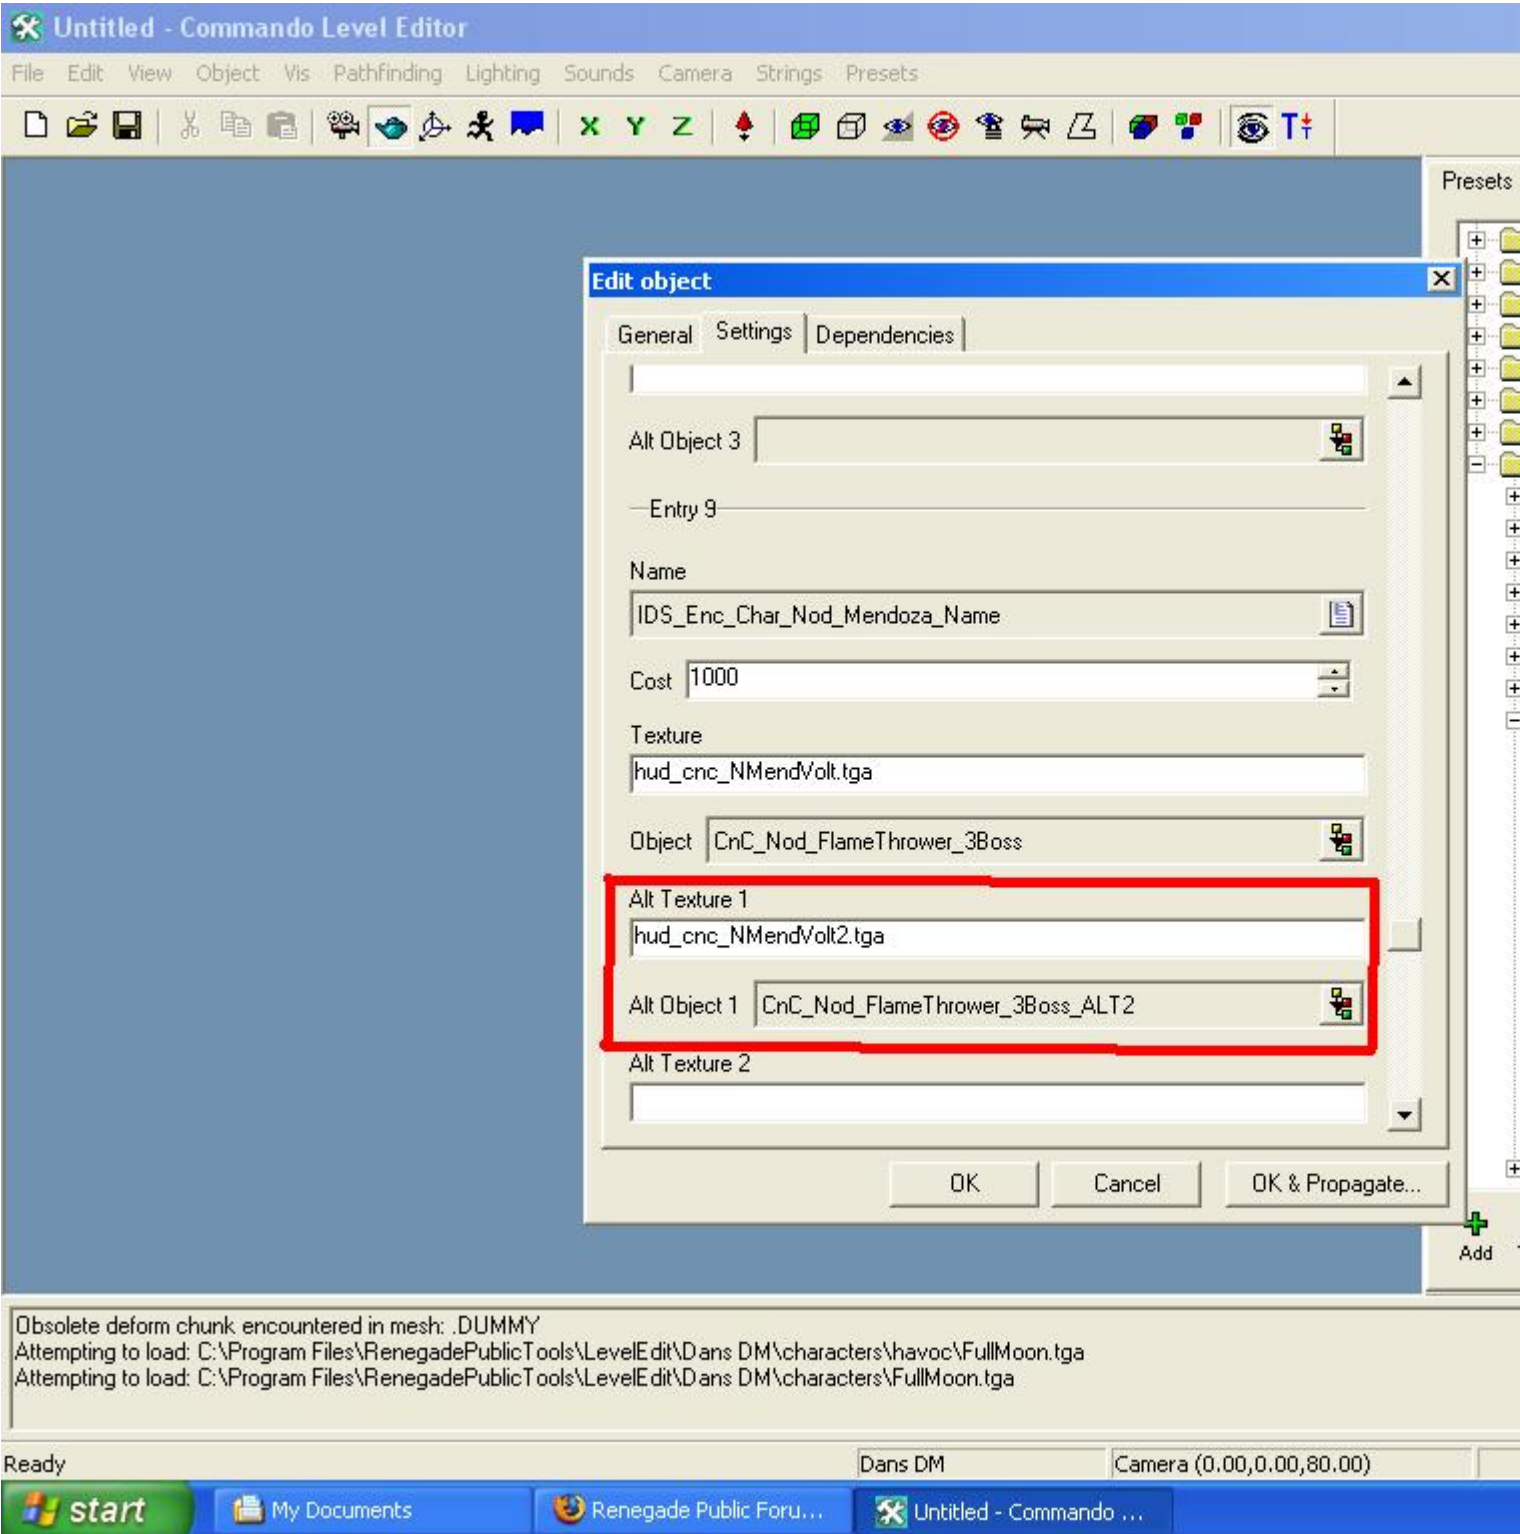 Untitled - Commando Level Editor
File Edit View Object Vis Pathfinding Lighting Sounds Camera Strings Presets
X Y Z T
Presets
Edit object
General Settings Dependencies
Alt Object 3
Entry 9
Name
IDS_Enc_Char_Nod_Mendoza_Name
Cost 1000
Texture
hud_cnc_NMendVolt.tga
Object CnC_Nod_FlameThrower_3Boss
Alt Texture 1
hud_cnc_NMendVolt2.tga
Alt Object 1 CnC_Nod_FlameThrower_3Boss_ALT2
Alt Texture 2
OK Cancel OK & Propagate...
Add
Obsolete deform chunk encountered in mesh: .DUMMY
Attempting to load: C:\Program Files\RenegadePublicTools\LevelEdit\Dans DM\characters\havoc\FullMoon.tga
Attempting to load: C:\Program Files\RenegadePublicTools\LevelEdit\Dans DM\characters\FullMoon.tga
Ready Dans DM Camera (0.00,0.00,80.00)
start My Documents Renegade Public Foru... Untitled - Commando ...